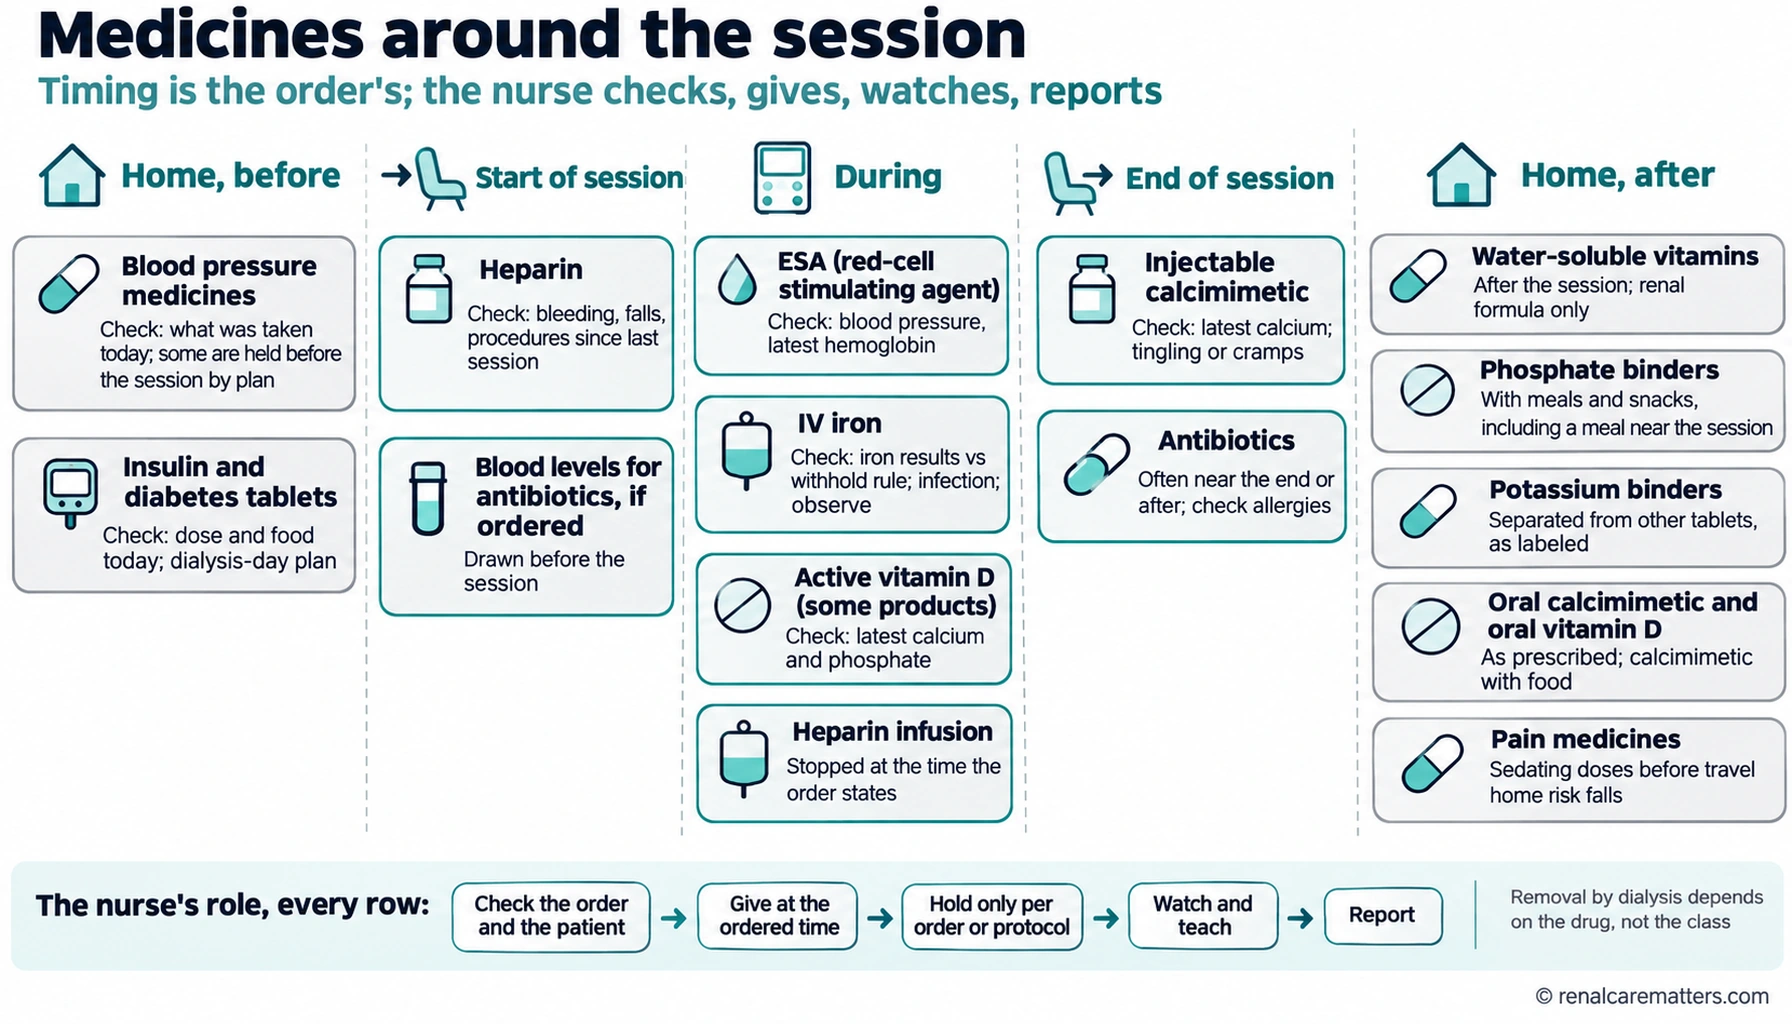 Medicines around the session
Timing is the order's; the nurse checks, gives, watches, reports
Home, before
Blood pressure
medicines
Check: what was taken
today; some are held before
the session by plan
Insulin and
diabetes tablets
Check: dose and food
today; dialysis-day plan
Start of session
Heparin
Check: bleeding, falls,
procedures since last
session
Blood levels for
antibiotics, if
ordered
Drawn before the
session
During
ESA (red-cell
stimulating agent)
Check: blood pressure,
latest hemoglobin
IV iron
Check: iron results vs
withhold rule; infection;
observe
Active vitamin D
(some products)
Check: latest calcium
and phosphate
Heparin infusion
Stopped at the time the
order states
End of session
Injectable
calcimimetic
Check: latest calcium;
tingling or cramps
Antibiotics
Often near the end or
after; check allergies
Home, after
Water-soluble vitamins
After the session; renal
formula only
Phosphate binders
With meals and snacks,
including a meal near the session
Potassium binders
Separated from other tablets,
as labeled
Oral calcimimetic and
oral vitamin D
As prescribed; calcimimetic
with food
Pain medicines
Sedating doses before travel
home risk falls
The nurse's role, every row:
Check the order
and the patient
Give at the
ordered time
Hold only per
order or protocol
Watch and
teach
Report
Removal by dialysis depends
on the drug, not the class
© renalcarematters.com